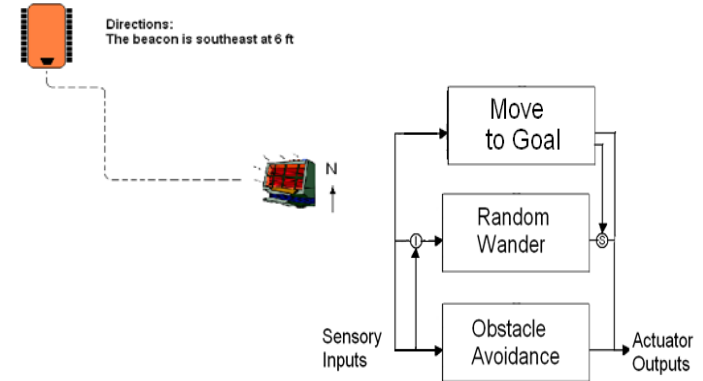 Directions:
The beacon is southeast at 6 ft
N
Move
to Goal
I
Random
Wander
S
Sensory
Inputs
Obstacle
Avoidance
Actuator
Outputs